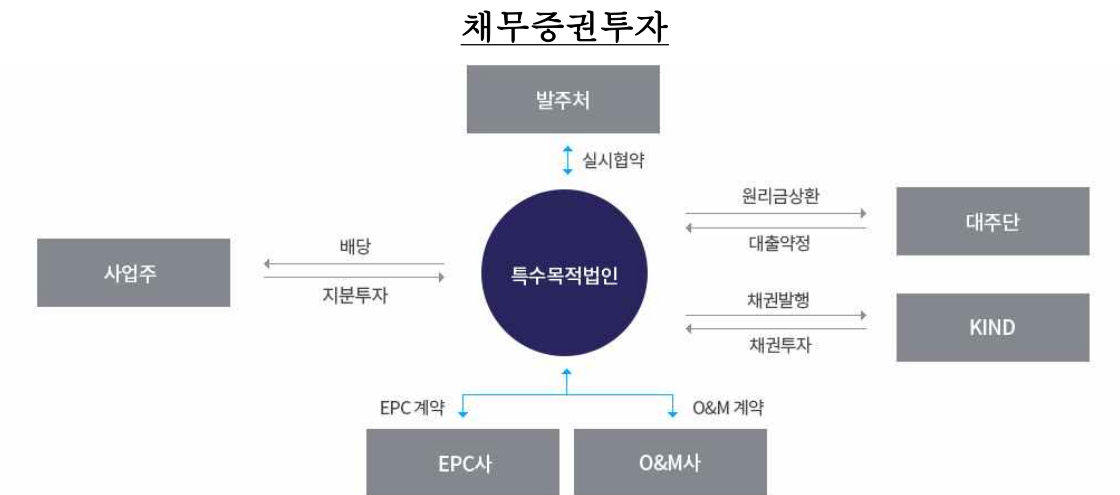 채무증권투자
발주처
실시협약
원리금상환
대주단
대출약정
배당
사업주
특수목적법인
지분투자
채권발행
KIND
채권투자
EPC 계약
O&M 계약
EPC사
O&M사